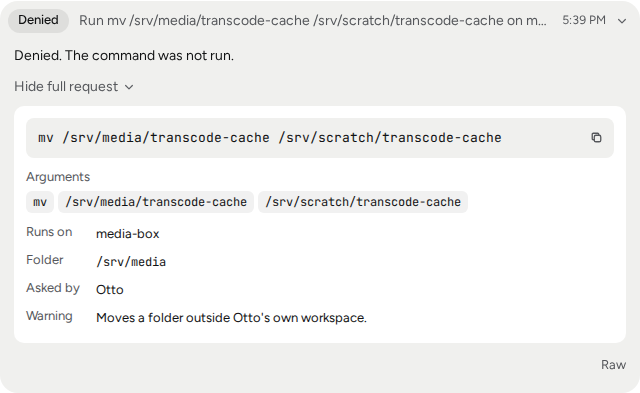 Denied Run mv /srv/media/transcode-cache /srv/scratch/transcode-cache on m... 5:39 PM
Denied. The command was not run.
Hide full request
mv /srv/media/transcode-cache /srv/scratch/transcode-cache
Arguments
mv /srv/media/transcode-cache /srv/scratch/transcode-cache
Runs on media-box
Folder /srv/media
Asked by Otto
Warning Moves a folder outside Otto's own workspace.
Raw